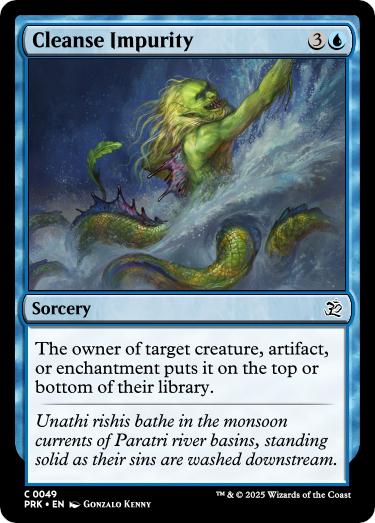 Cleanse Impurity 3
Sorcery
The owner of target creature, artifact,
or enchantment puts it on the top or
bottom of their library.
Unathi rishis bathe in the monsoon
currents of Paratri river basins, standing
solid as their sins are washed downstream.
C 0049
PRK • EN Gonzalo Kenny
™ & © 2025 Wizards of the Coast